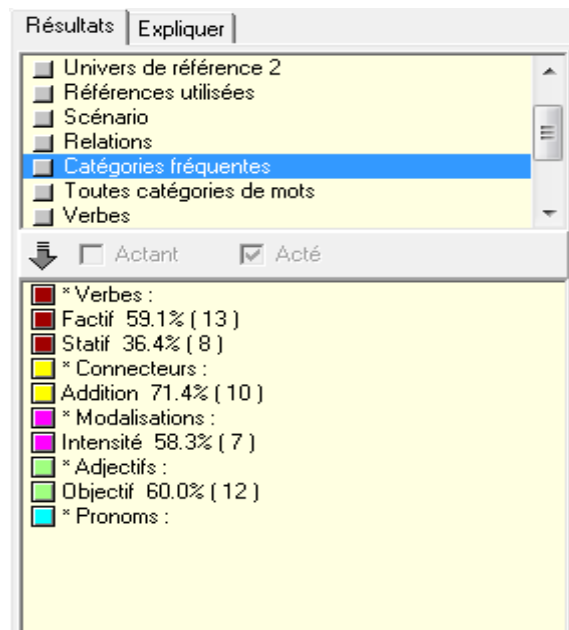 Résultats Expliquer
Univers de référence 2
Références utilisées
Scénario
Relations
Catégories fréquentes
Toutes catégories de mots
Verbes
Actant Acté
* Verbes :
Factif 59.1% ( 13 )
Statif 36.4% ( 8 )
* Connecteurs :
Addition 71.4% ( 10 )
* Modalisations :
Intensité 58.3% ( 7 )
* Adjectifs :
Objectif 60.0% ( 12 )
* Pronoms :